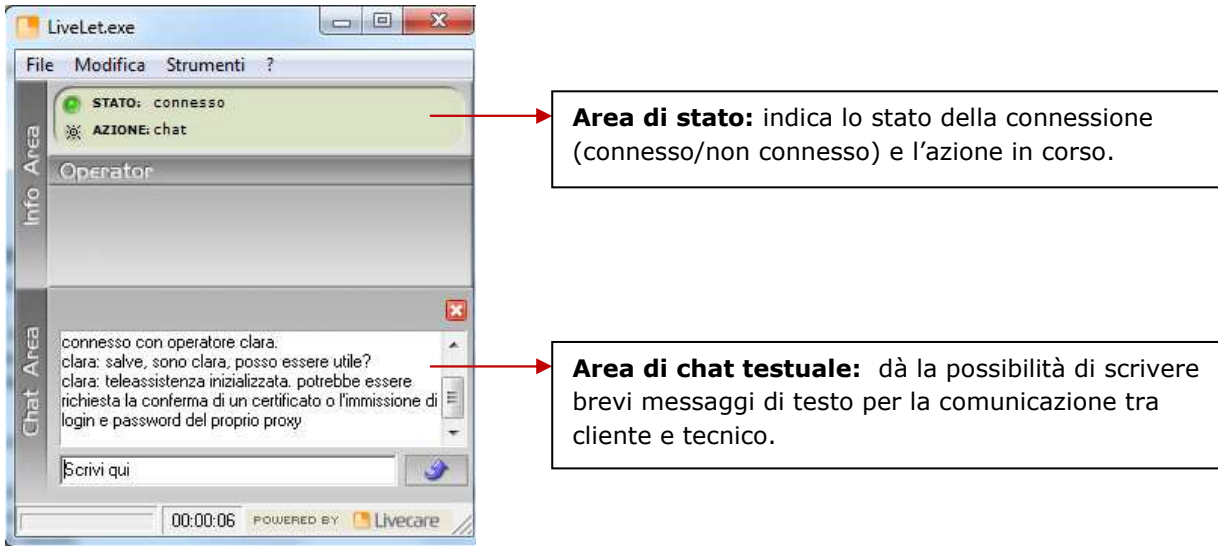 LiveLet.exe
File Modifica Strumenti ?
Info Area
STATO: connesso
AZIONE: chat
Operator
Chat Area
connesso con operatore clara.
clara: salve, sono clara, posso essere utile?
clara: teleassistenza inizializzata. potrebbe essere
richiesta la conferma di un certificato o l'immissione di
login e password del proprio proxy
Scrivi qui
00:00:06 POWERED BY Livecare
Area di stato: indica lo stato della connessione
(connesso/non connesso) e l’azione in corso.
Area di chat testuale: dà la possibilità di scrivere
brevi messaggi di testo per la comunicazione tra
cliente e tecnico.